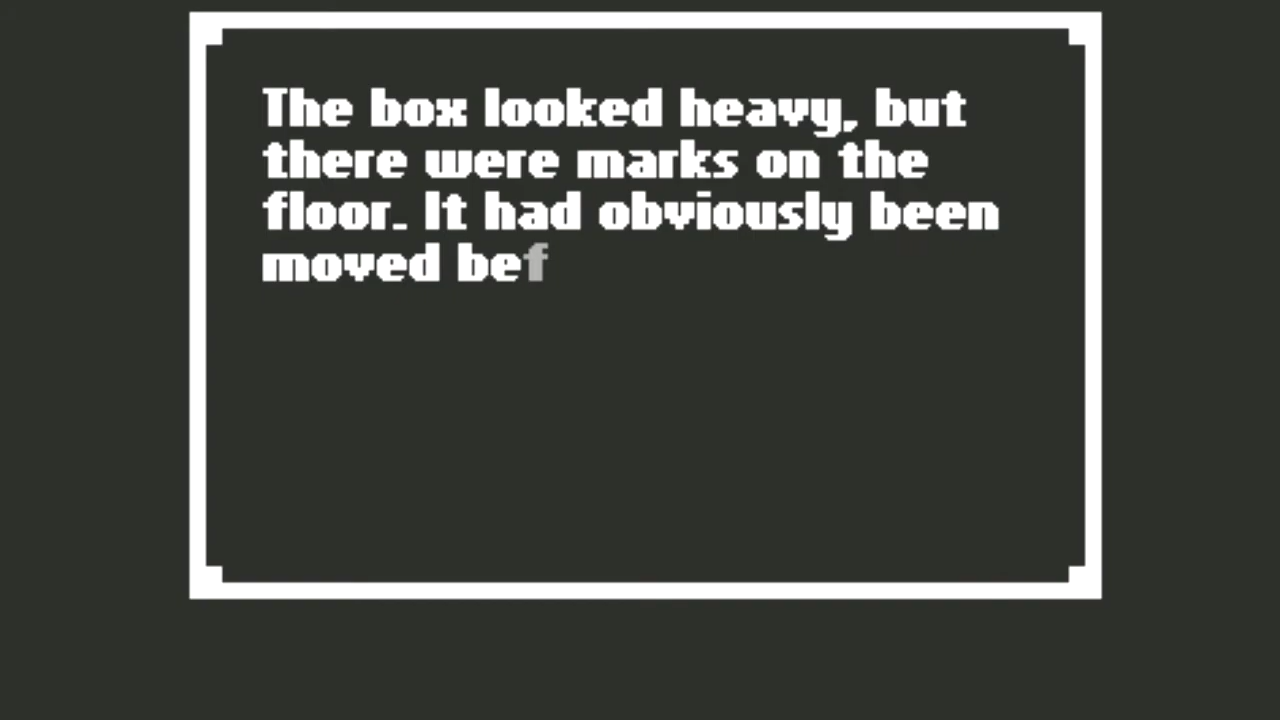 The box looked heavy, but
there were marks on the
floor. It had obviously been
moved bef